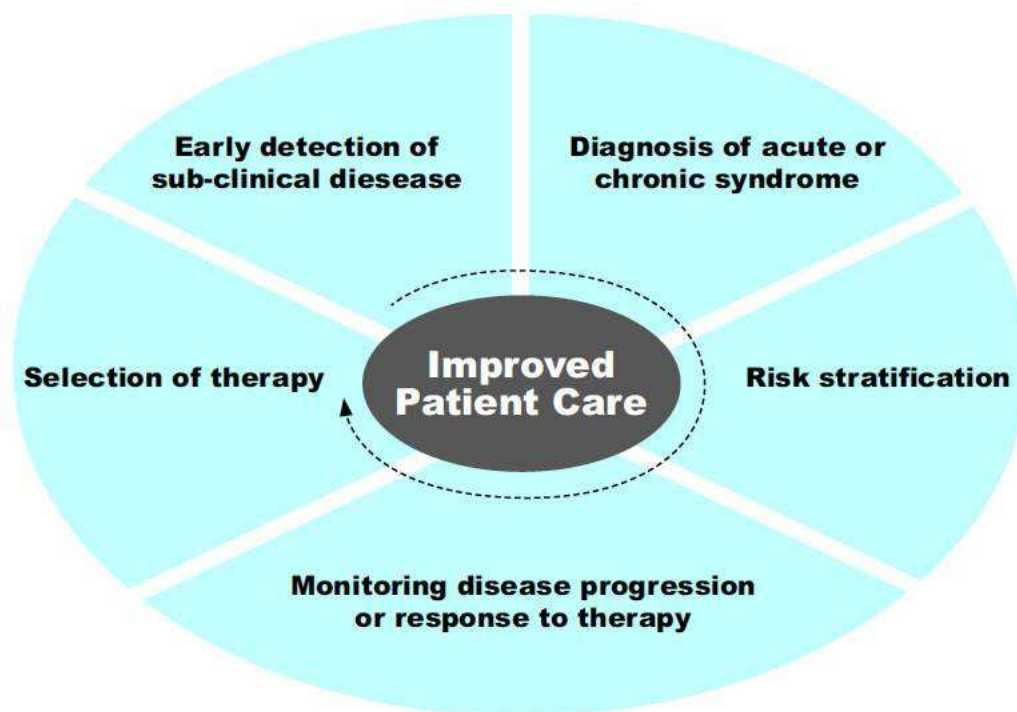 Early detection of
sub-clinical diesease
Diagnosis of acute or
chronic syndrome
Selection of therapy
Improved
Patient Care
Risk stratification
Monitoring disease progression
or response to therapy